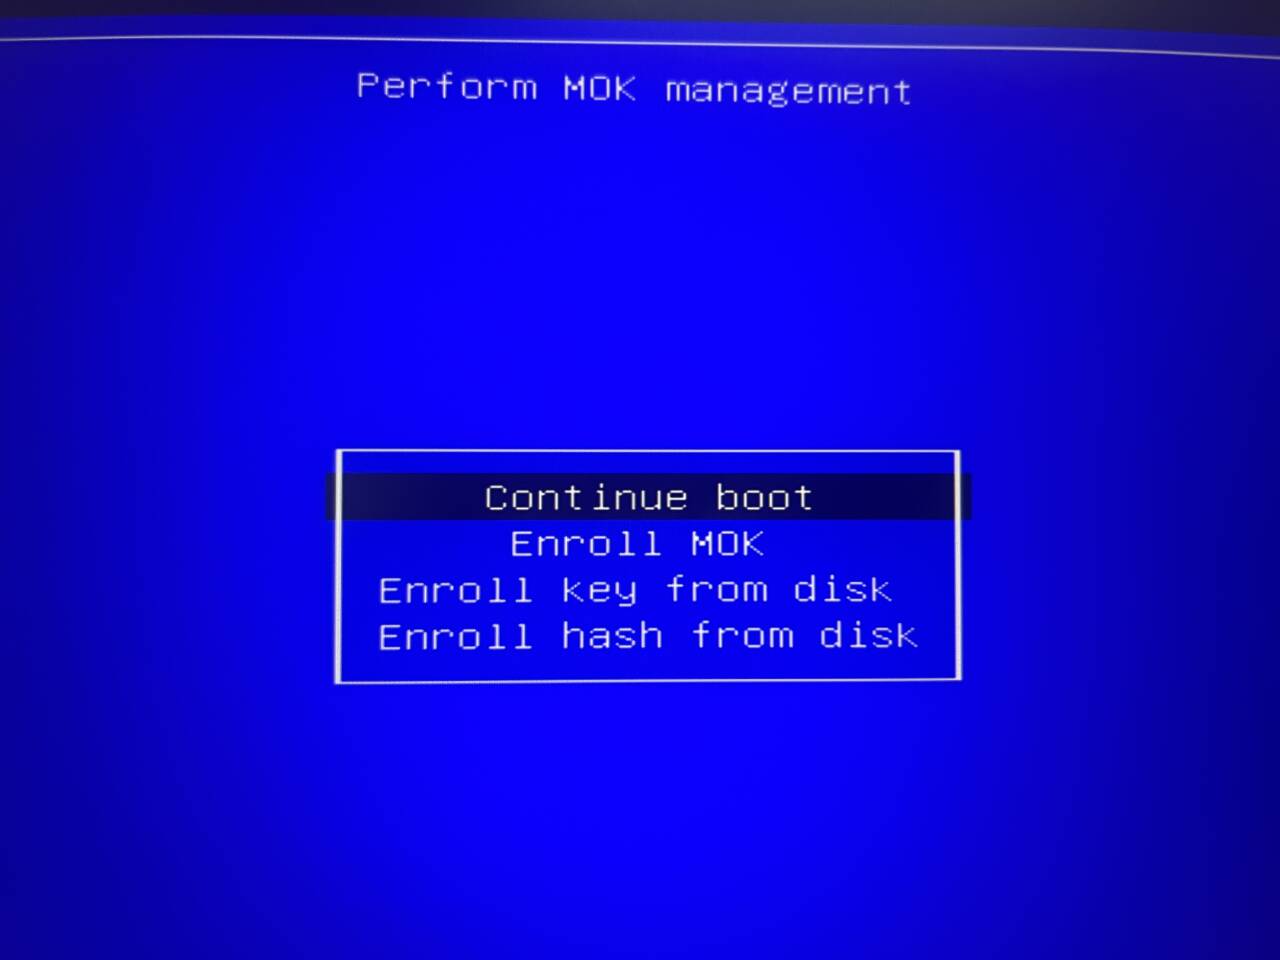 Perform MOK management
Continue boot
Enroll MOK
Enroll key from disk
Enroll hash from disk